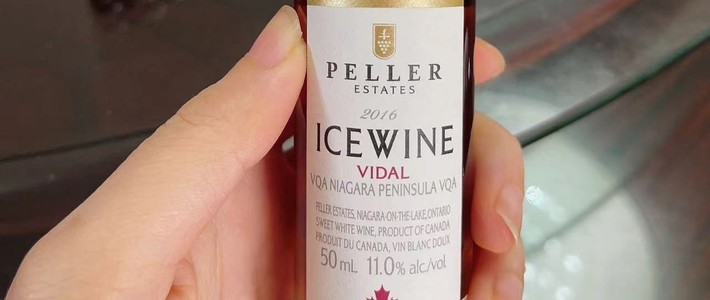 PELLER
ESTATES
2016
ICEWINE
VIDAL
VQA NIAGARA PENINSULA VQA
PELLER ESTATES, NIAGARA-ON-THE-LAKE, ONTARIO
SWEET WHITE WINE, PRODUCT OF CANADA
PRODUIT DU CANADA, VIN BLANC DOUX
50 mL 11.0% alc/vol